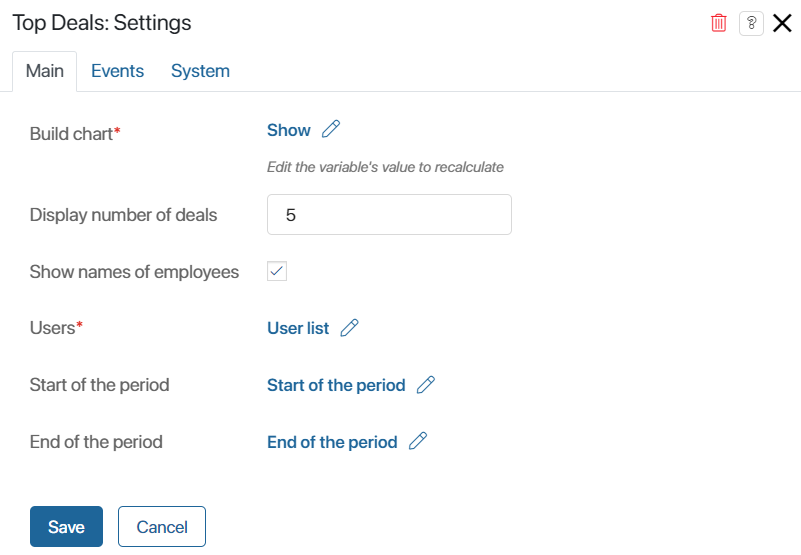 Top Deals: Settings ?
Main Events System
Build chart* Show
Edit the variable's value to recalculate
Display number of deals 5
Show names of employees
Users* User list
Start of the period Start of the period
End of the period End of the period
Save Cancel